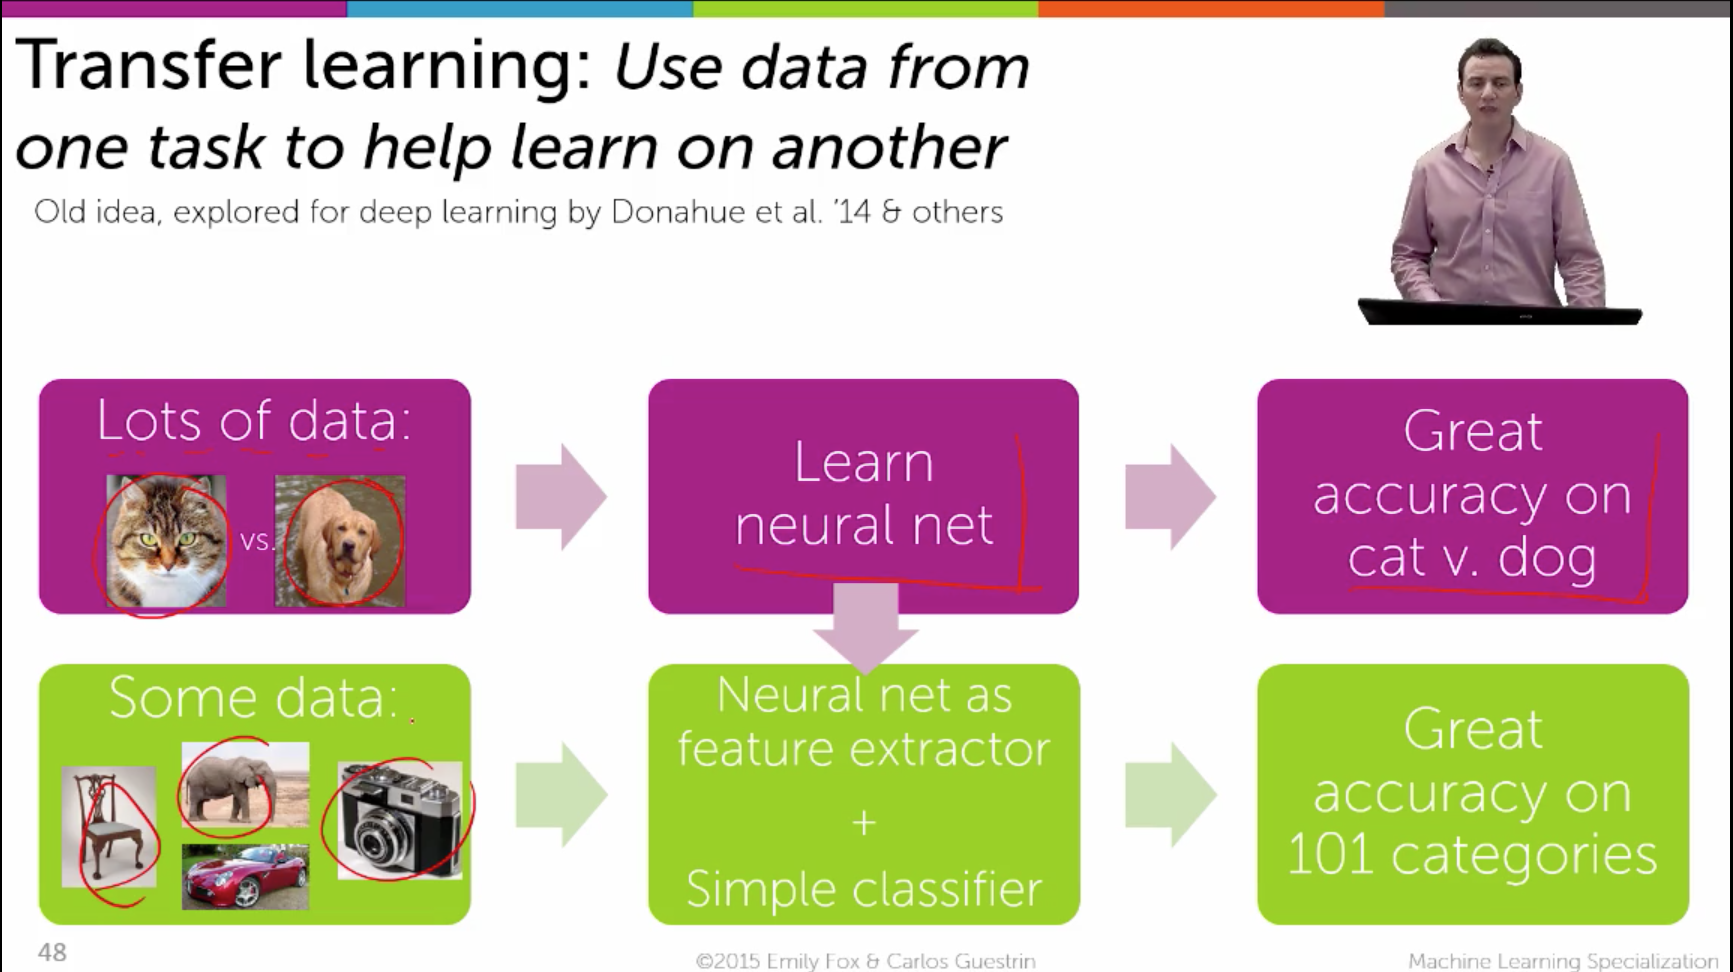 Transfer learning: Use data from
one task to help learn on another
Old idea, explored for deep learning by Donahue et al. '14 & others
Lots of data:
vs.
Learn
neural net
Great
accuracy on
cat v. dog
Some data:
Neural net as
feature extractor
+
Simple classifier
Great
accuracy on
101 categories
48
©2015 Emily Fox & Carlos Guestrin
Machine Learning Specialization